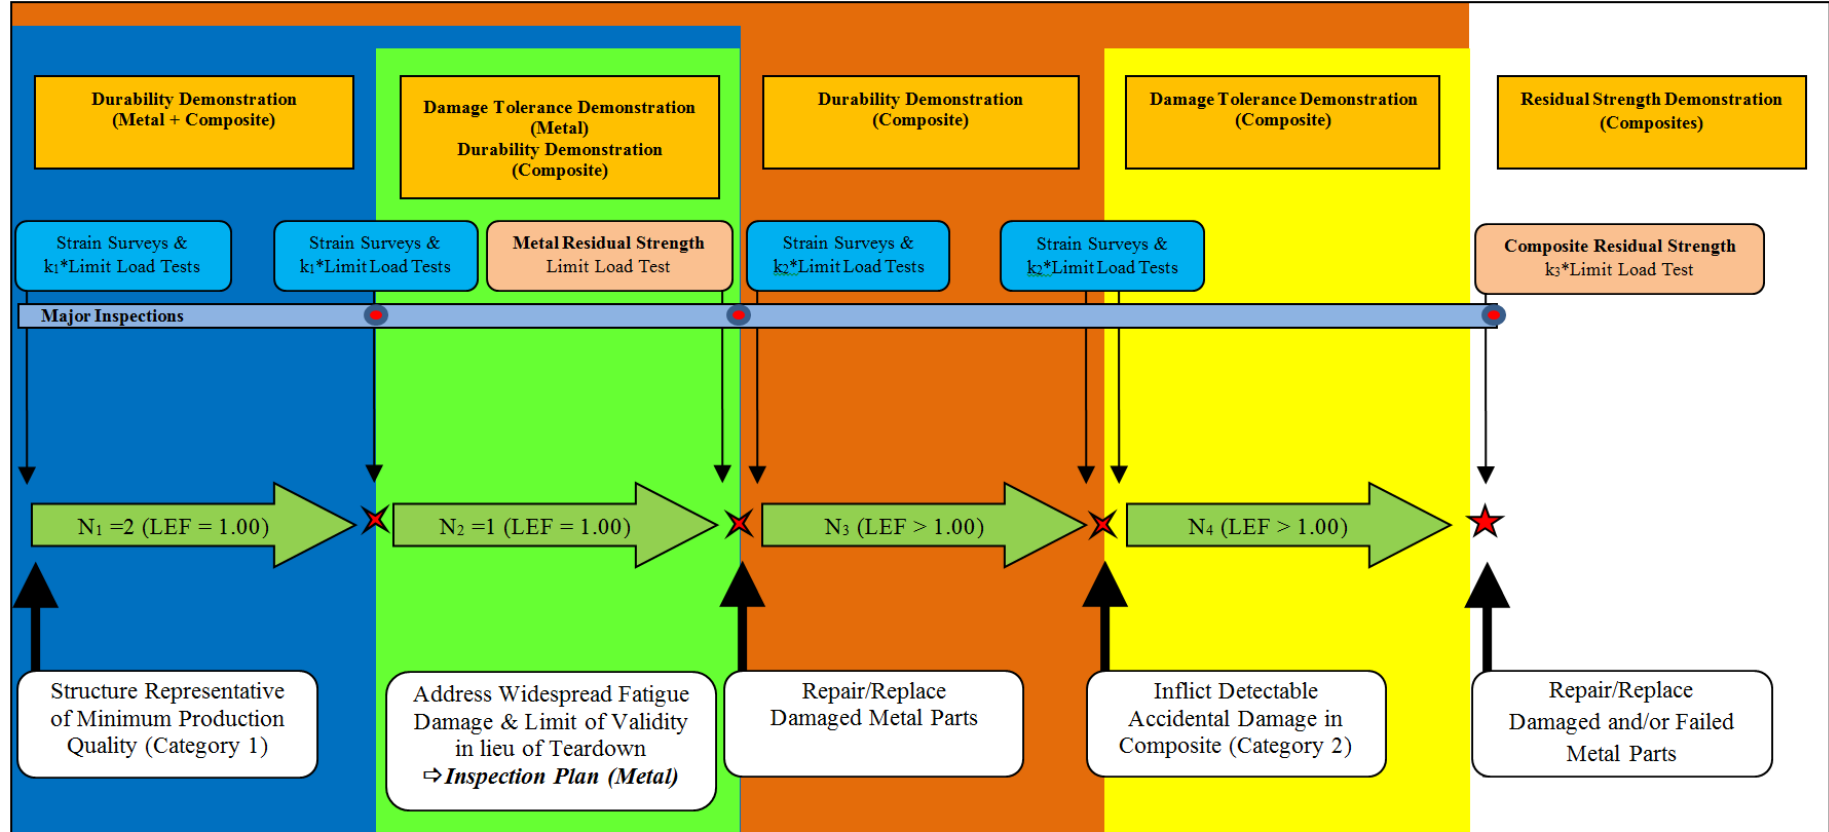 Durability Demonstration
(Metal + Composite)
Damage Tolerance Demonstration
(Metal)
Durability Demonstration
(Composite)
Durability Demonstration
(Composite)
Damage Tolerance Demonstration
(Composite)
Residual Strength Demonstration
(Composites)
Strain Surveys &
k₁*Limit Load Tests
Strain Surveys &
k₁*Limit Load Tests
Metal Residual Strength
Limit Load Test
Strain Surveys &
k₂*Limit Load Tests
Strain Surveys &
k₂*Limit Load Tests
Composite Residual Strength
k₃*Limit Load Test
Major Inspections
N₁ =2 (LEF = 1.00)
N₂ =1 (LEF = 1.00)
N₃ (LEF > 1.00)
N₄ (LEF > 1.00)
Structure Representative
of Minimum Production
Quality (Category 1)
Address Widespread Fatigue
Damage & Limit of Validity
in lieu of Teardown
⇨Inspection Plan (Metal)
Repair/Replace
Damaged Metal Parts
Inflict Detectable
Accidental Damage in
Composite (Category 2)
Repair/Replace
Damaged and/or Failed
Metal Parts